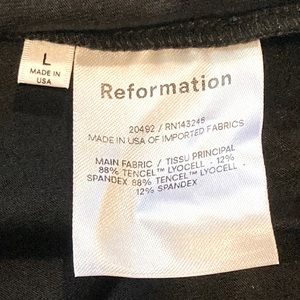 L
MADE IN
USA
Reformation
20492 / RN143246
MADE IN USA OF IMPORTED FABRICS
MAIN FABRIC / TISSU PRINCIPAL
88% TENCEL™ LYOCELL - 12%
SPANDEX 88% TENCEL™ LYOCELL -
12% SPANDEX